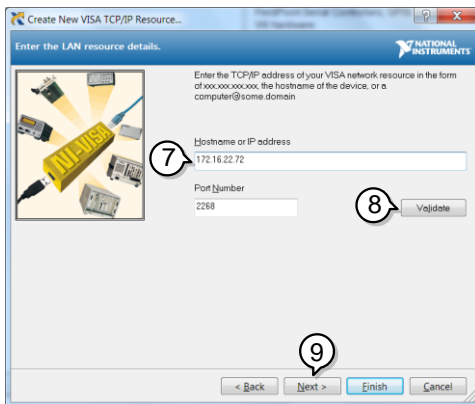 Create New VISA TCP/IP Resource...
Enter the LAN resource details.
NATIONAL
INSTRUMENTS
Enter the TCP/IP address of your VISA network resource in the form
of xxx.xxx.xxx.xxx, the hostname of the device, or a
computer@some.domain
NI-VISA
Hostname or IP address
7
172.16.22.72
Port Number
2268
8
Validate
9
< Back
Next >
Finish
Cancel